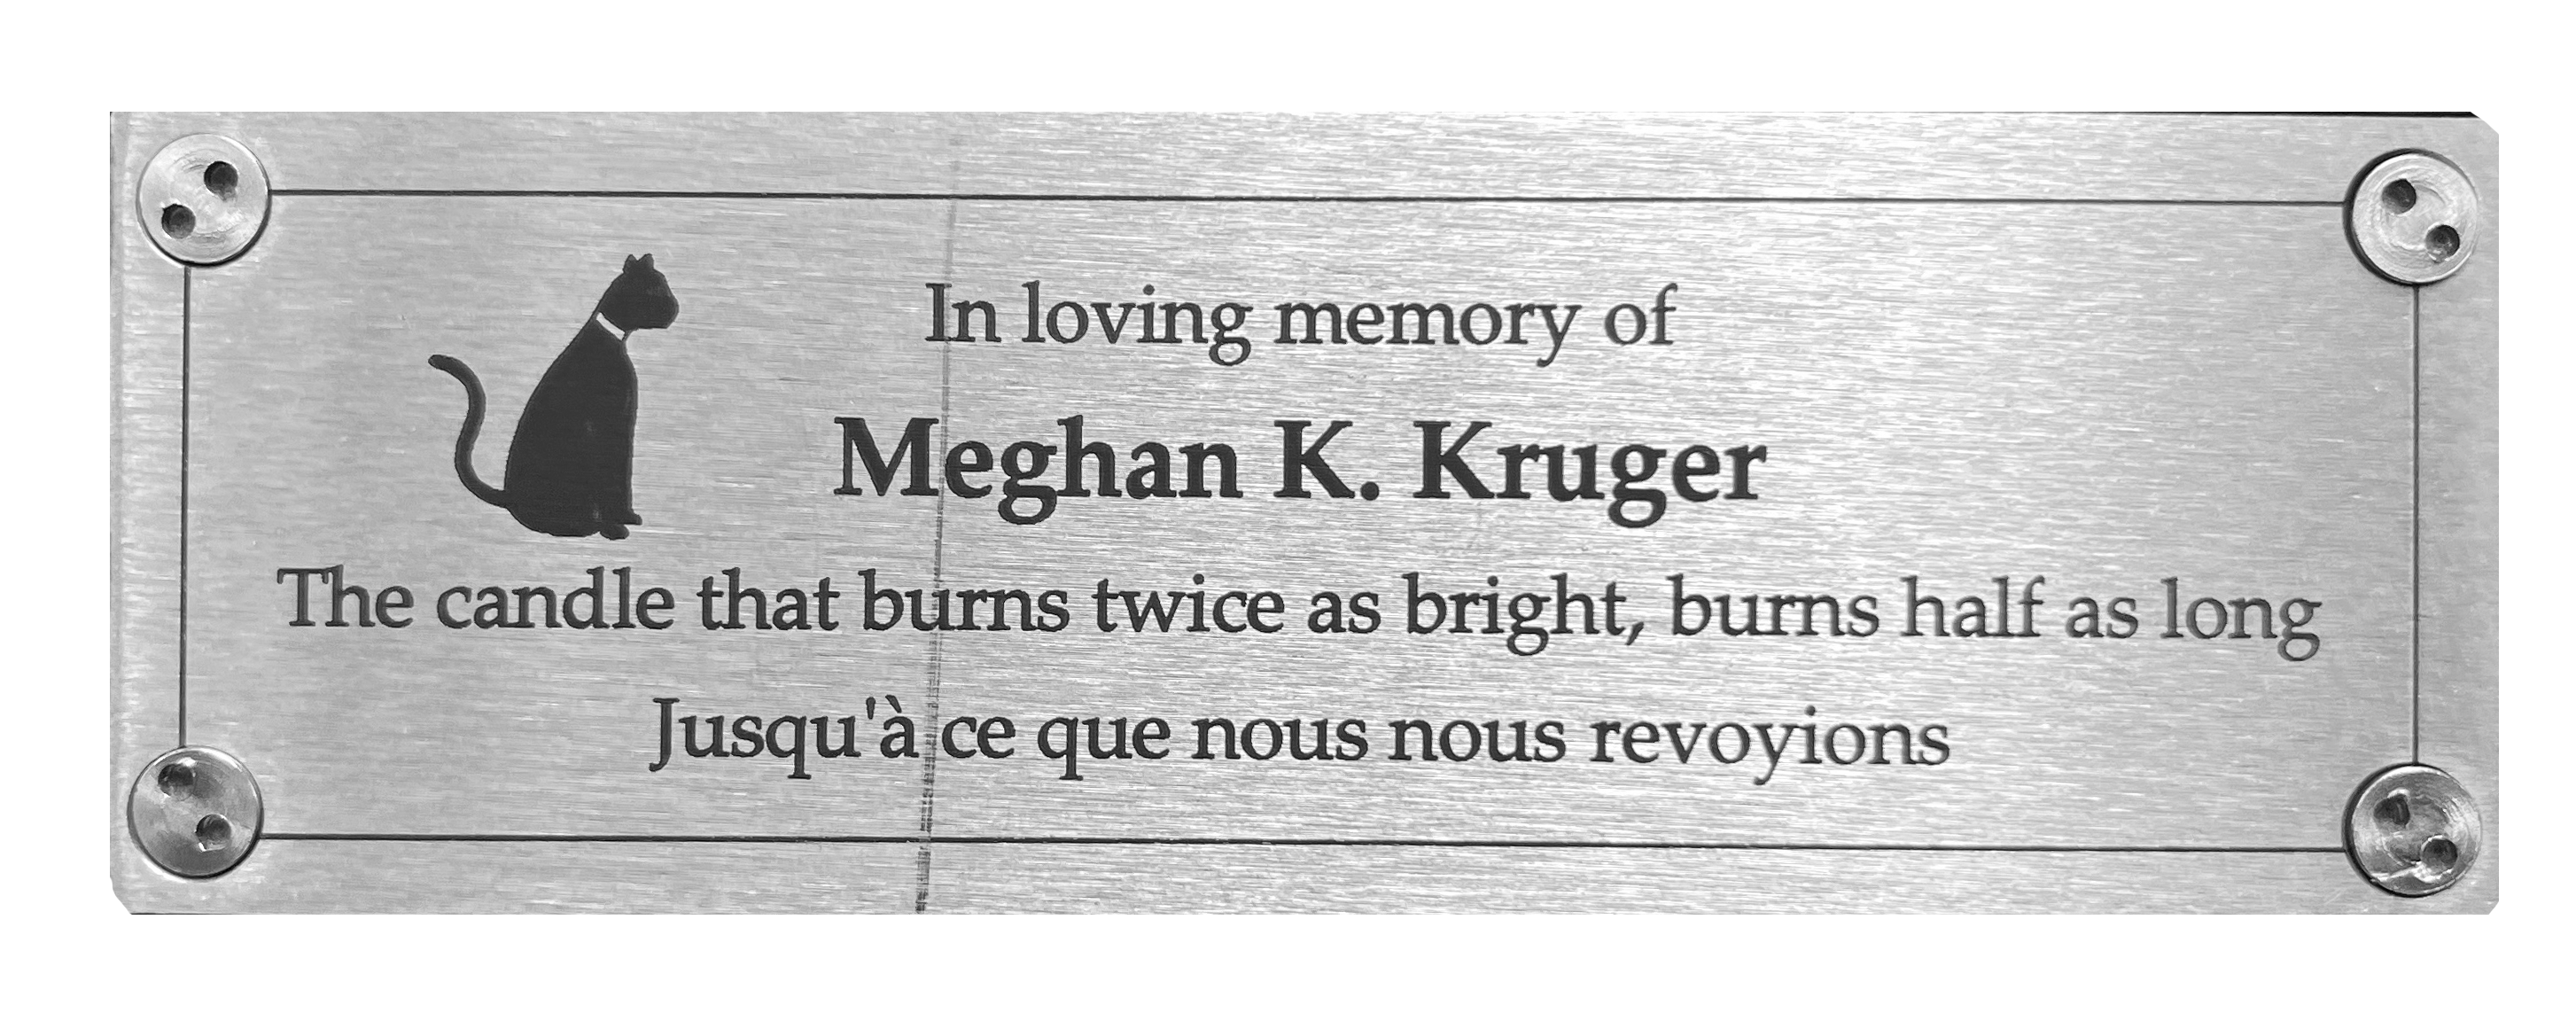 In loving memory of
Meghan K. Kruger
The candle that burns twice as bright, burns half as long
Jusqu'à ce que nous nous revoyions